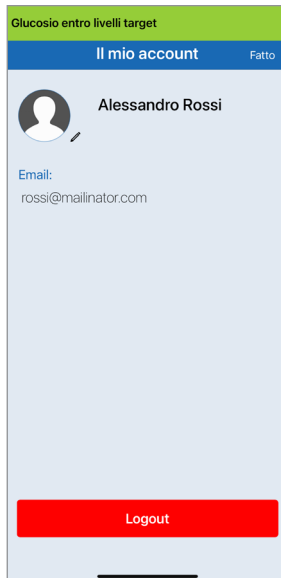 Glucosio entro livelli target
Il mio account
Fatto
Alessandro Rossi
Email:
rossi@mailinator.com
Logout